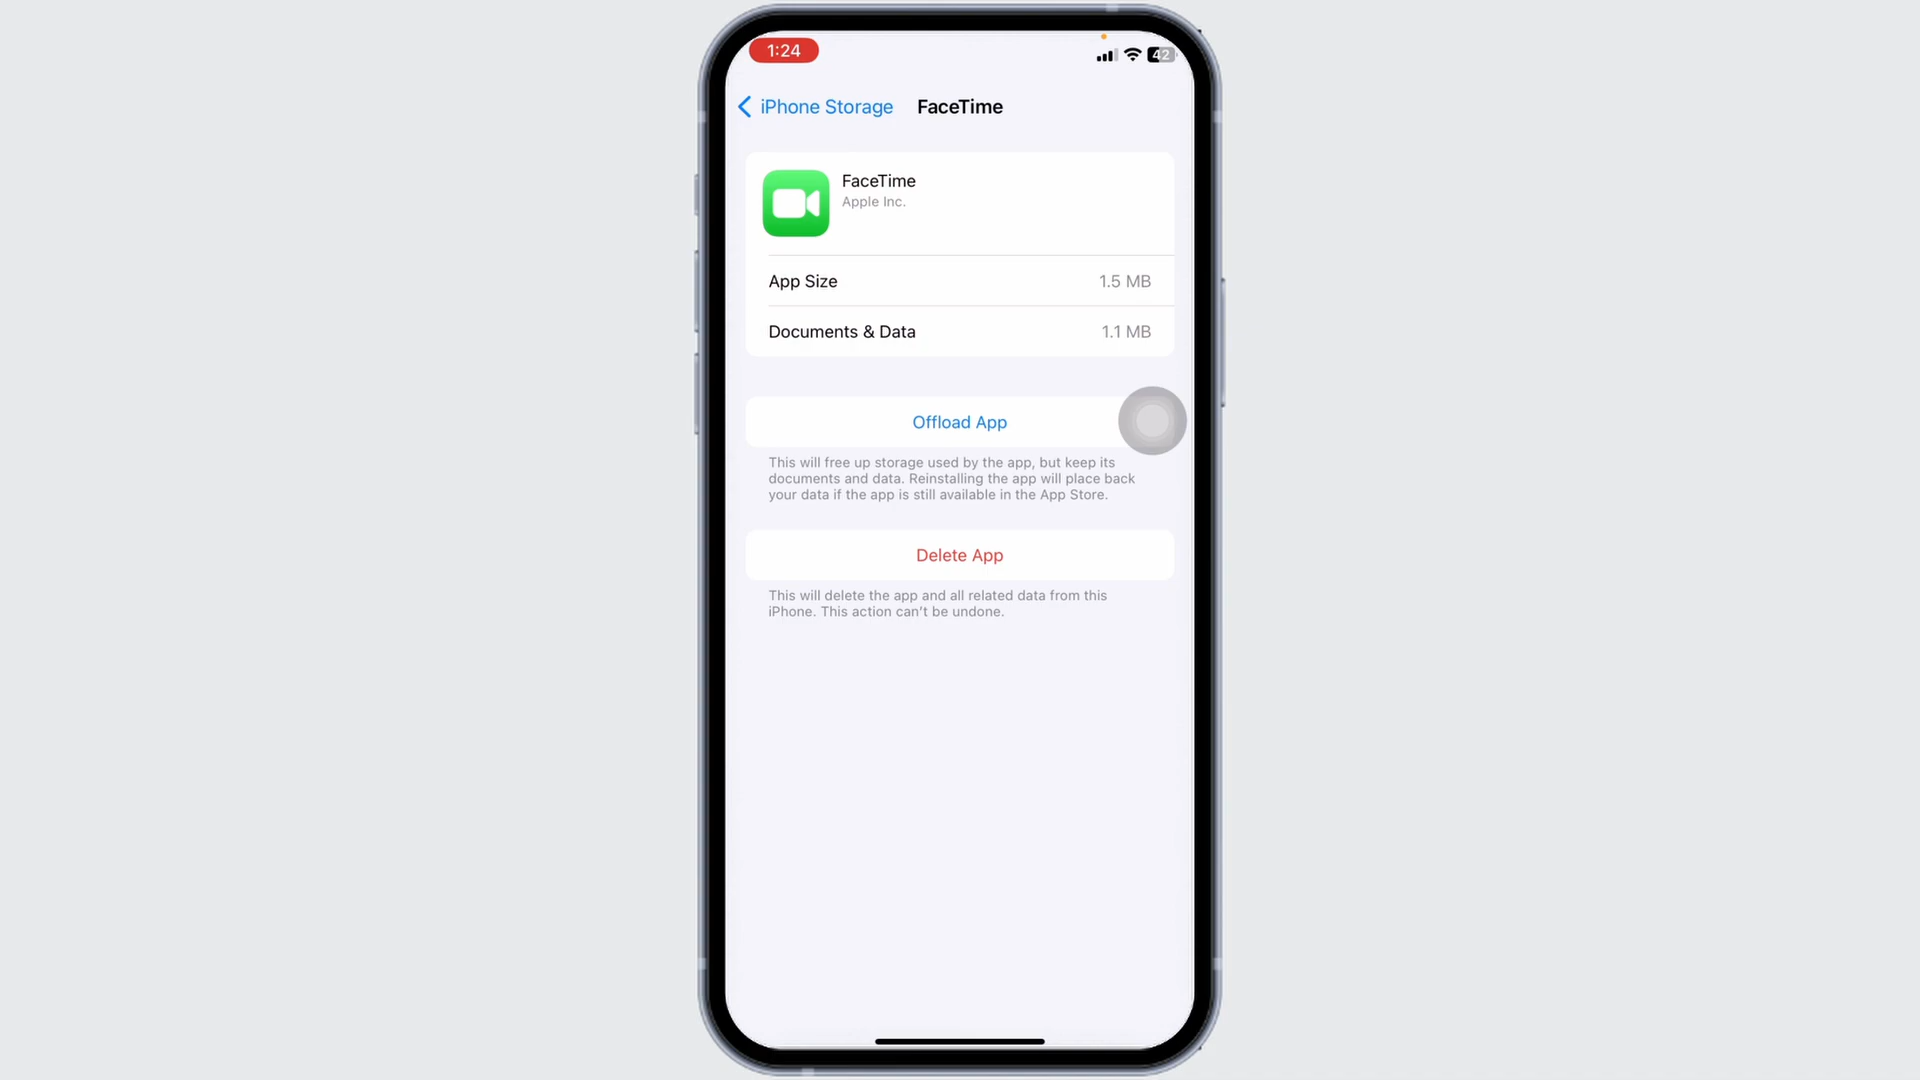 1:24
42
iPhone Storage FaceTime
FaceTime
Apple Inc.
App Size 1.5 MB
Documents & Data 1.1 MB
Offload App
This will free up storage used by the app, but keep its
documents and data. Reinstalling the app will place back
your data if the app is still available in the App Store.
Delete App
This will delete the app and all related data from this
iPhone. This action can't be undone.